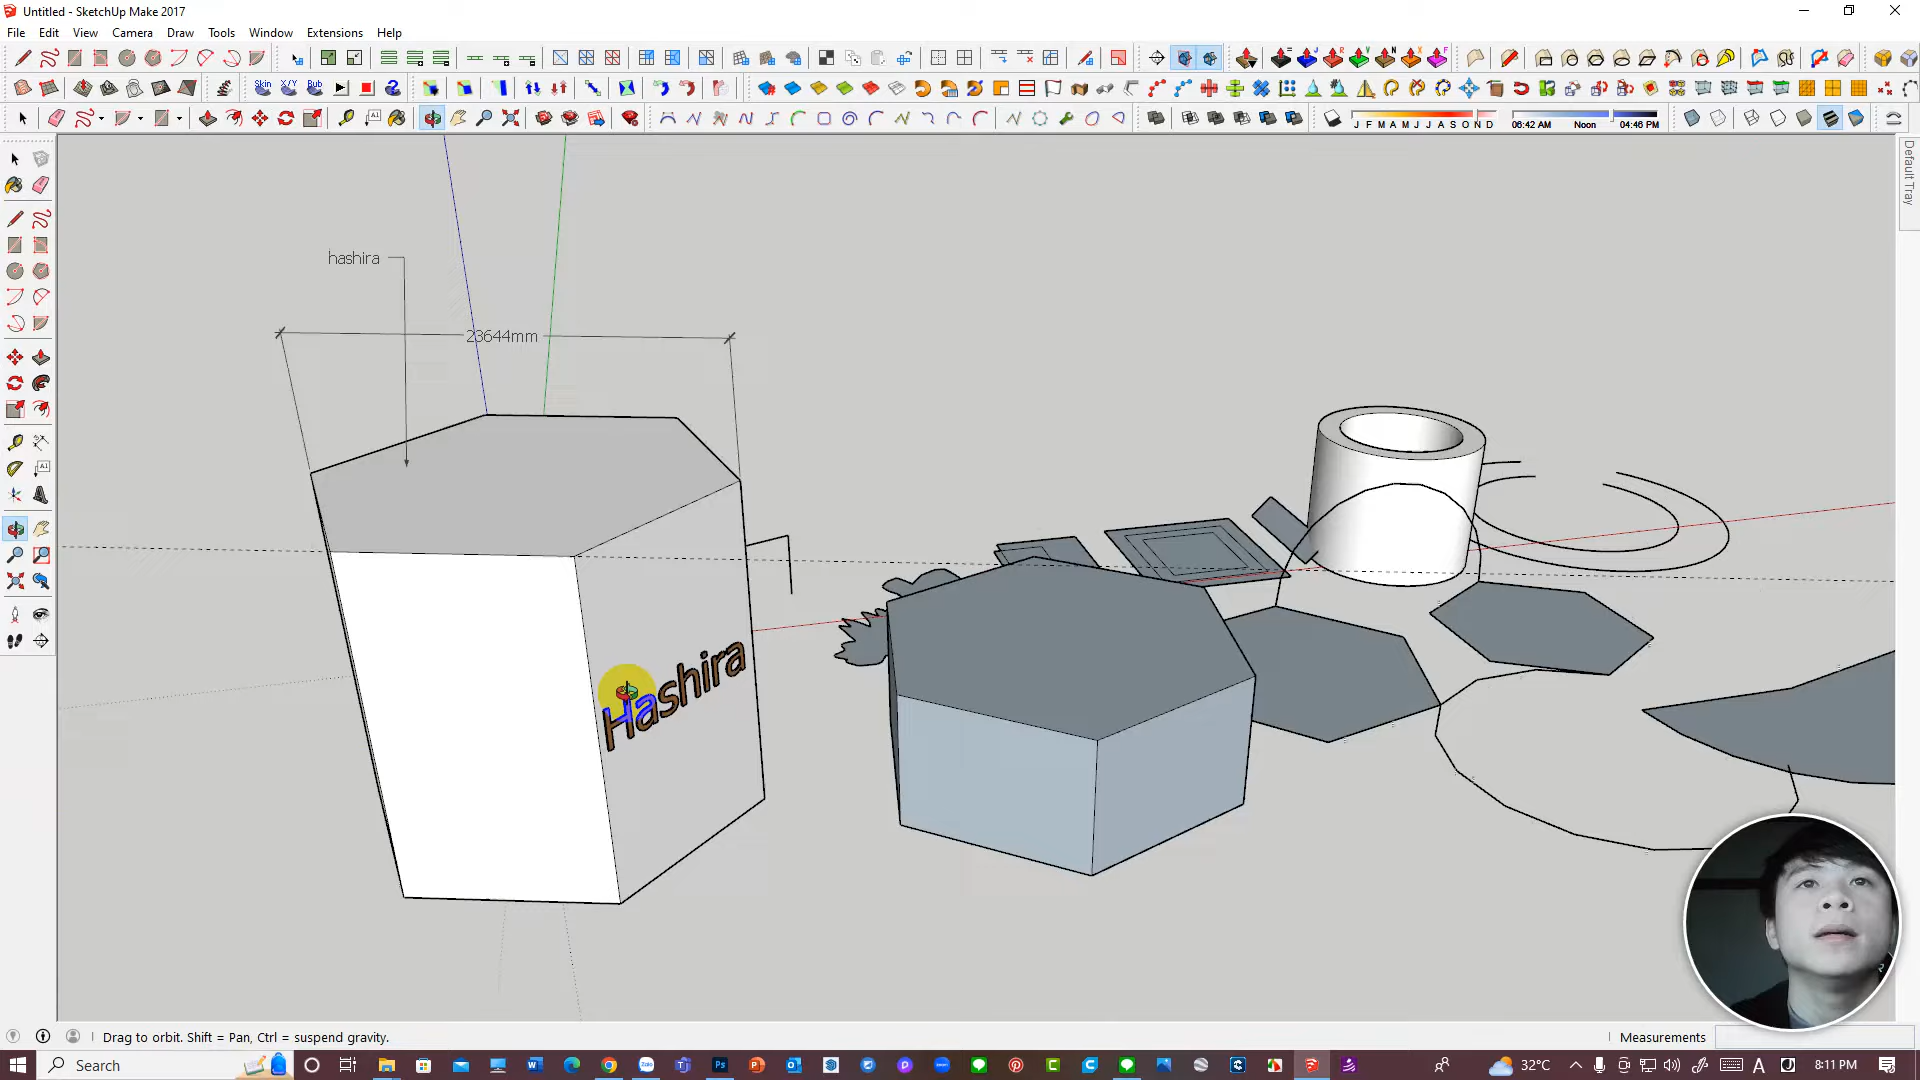 Untitled - SketchUp Make 2017
File Edit View Camera Draw Tools Window Extensions Help
Skin X/Y Bub
J F M A M J J A S O N D 06:42 AM Noon 04:46 PM
Default Tray
hashira
23644mm
Hashira
Drag to orbit. Shift = Pan, Ctrl = suspend gravity.
Measurements
Search
32°C
8:11 PM